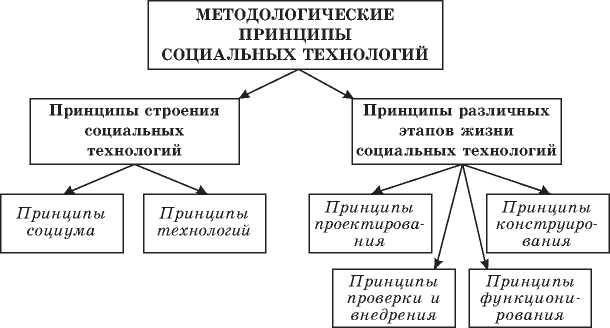 МЕТОДОЛОГИЧЕСКИЕ
ПРИНЦИПЫ
СОЦИАЛЬНЫХ ТЕХНОЛОГИЙ
Принципы строения
социальных
технологий
Принципы различных
этапов жизни
социальных технологий
Принципы
социума
Принципы
технологий
Принципы
проектирова-
ния
Принципы
конструиро-
вания
Принципы
проверки и
внедрения
Принципы
функциони-
рования